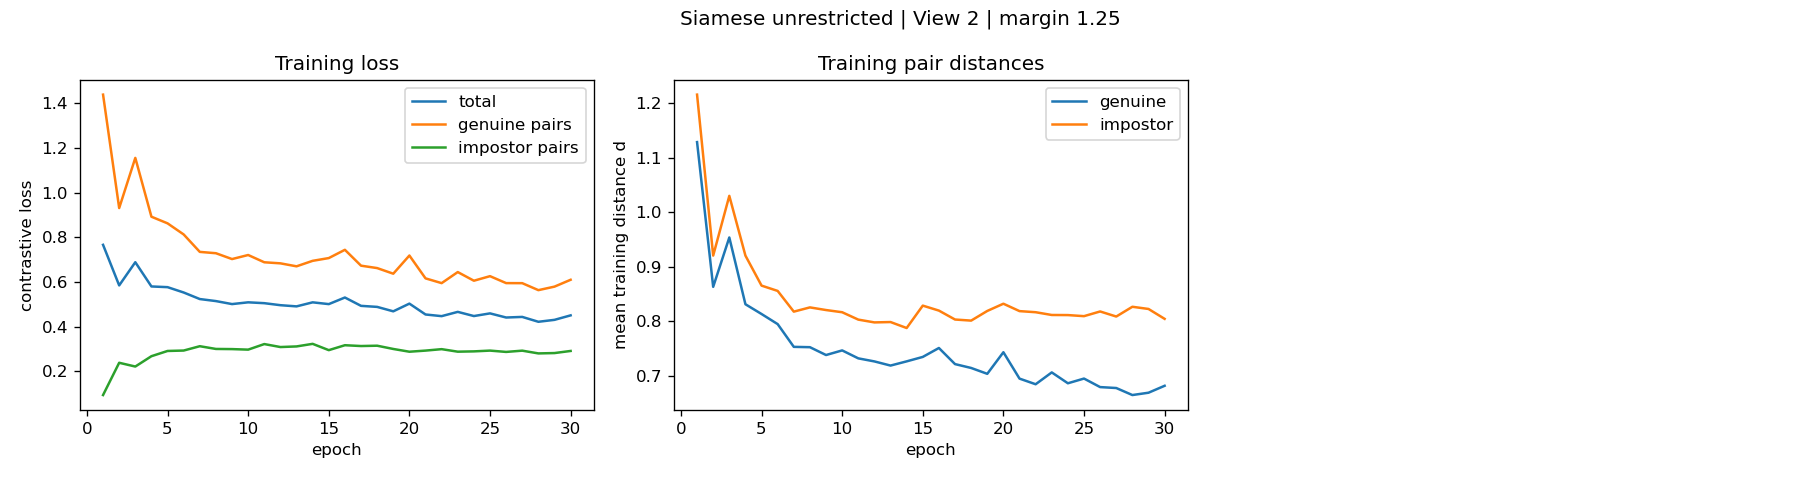 Siamese unrestricted | View 2 | margin 1.25
Training loss
contrastive loss
1.4
1.2
1.0
0.8
0.6
0.4
0.2
total
genuine pairs
impostor pairs
0 5 10 15 20 25 30
epoch
Training pair distances
mean training distance d
1.2
1.1
1.0
0.9
0.8
0.7
genuine
impostor
0 5 10 15 20 25 30
epoch